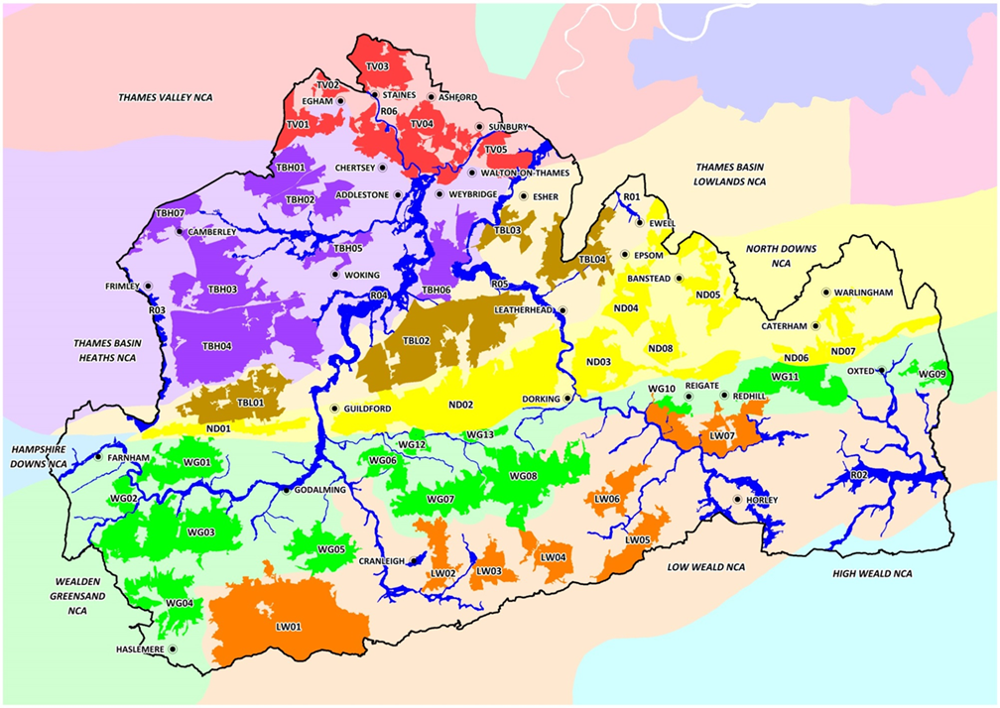 TV03
TV02
THAMES VALLEY NCA
STAINES
ASHFORD
EGHAM
R06
TV01
TV04
SUNBURY
TV05
TBH01
CHERTSEY
WALTON-ON-THAMES
THAMES BASIN
LOWLANDS NCA
TBH02
ADDLESTONE
WEYBRIDGE
ESHER
R01
TBH07
CAMBERLEY
TBL03
EWELL
TBH05
TBL04
EPSOM
NORTH DOWNS
NCA
WOKING
BANSTEAD
FRIMLEY
TBH03
TBH06
R05
R04
ND05
WARLINGHAM
R03
LEATHERHEAD
ND04
CATERHAM
THAMES BASIN
HEATHS NCA
TBH04
TBL02
ND08
ND07
ND06
ND03
OXTED
WG11
WG09
REIGATE
WG10
REDHILL
TBL01
GUILDFORD
ND02
DORKING
ND01
WG13
LW07
WG12
HAMPSHIRE
DOWNS NCA
FARNHAM
WG01
WG06
WG08
R02
GODALMING
WG02
WG07
LW06
HORLEY
WG03
WG05
LW05
CRANLEIGH
LW04
LW02
LW03
LOW WEALD NCA
HIGH WEALD NCA
WEALDEN
GREENSAND
NCA
WG04
LW01
HASLEMERE